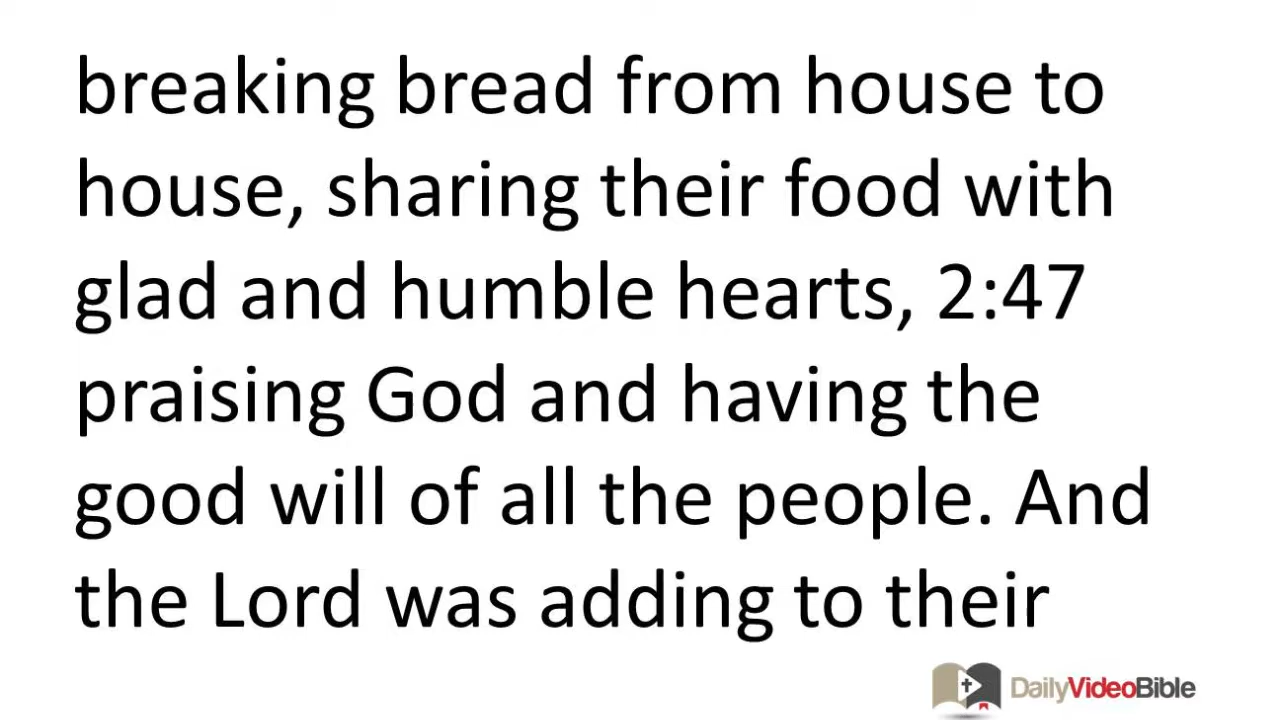 breaking bread from house to
house, sharing their food with
glad and humble hearts, 2:47
praising God and having the
good will of all the people. And
the Lord was adding to their
DailyVideoBible